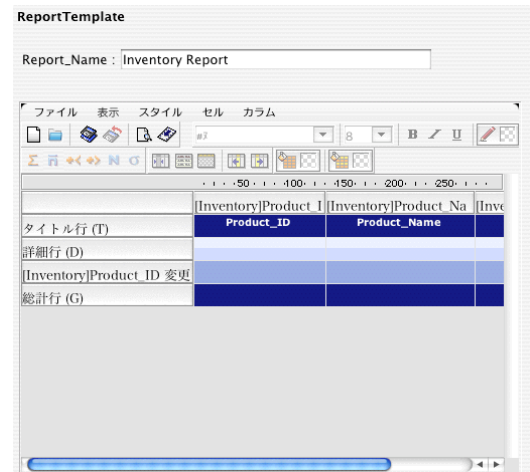 ReportTemplate
Report_Name : Inventory Report
ファイル 表示 スタイル セル カラム
#3 8 B I U
Σ N σ
50 100 150 200 250
[Inventory]Product_I [Inventory]Product_Na [Inve
タイトル行 (T) Product_ID Product_Name
詳細行 (D)
[Inventory]Product_ID 変更
総計行 (G)